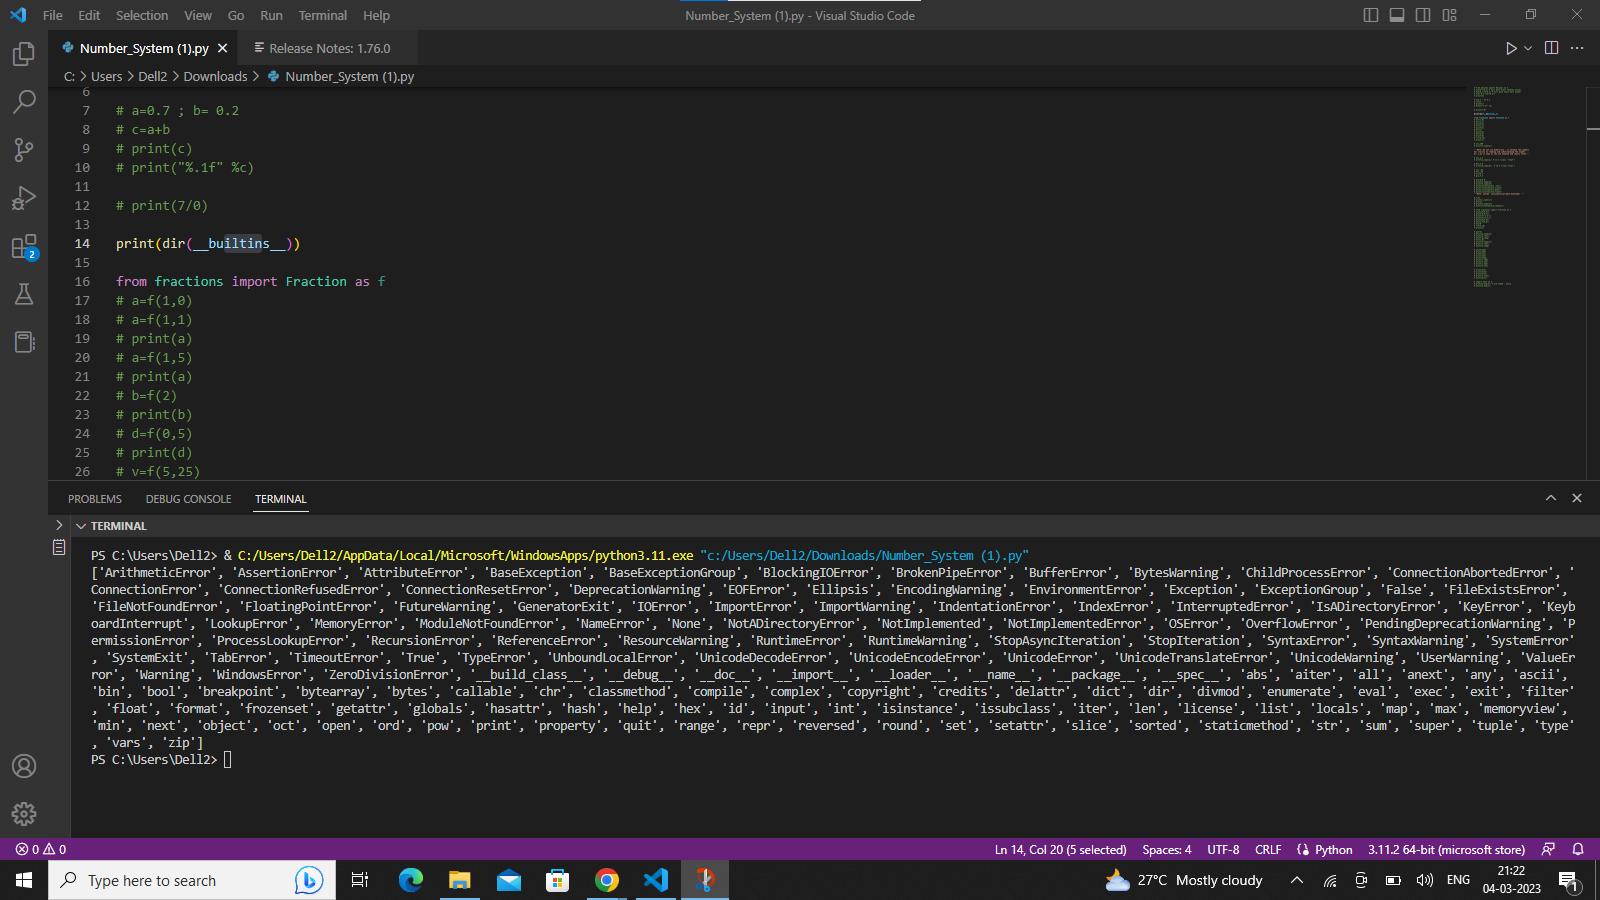 File Edit Selection View Go Run Terminal Help Number_System (1).py - Visual Studio Code
Number_System (1).py Release Notes: 1.76.0
C: > Users > Dell2 > Downloads > Number_System (1).py
6
7 # a=0.7 ; b= 0.2
8 # c=a+b
9 # print(c)
10 # print("%.1f" %c)
11
12 # print(7/0)
13
14 print(dir(__builtins__))
15
16 from fractions import Fraction as f
17 # a=f(1,0)
18 # a=f(1,1)
19 # print(a)
20 # a=f(1,5)
21 # print(a)
22 # b=f(2)
23 # print(b)
24 # d=f(0,5)
25 # print(d)
26 # v=f(5,25)
2
PROBLEMS DEBUG CONSOLE TERMINAL
TERMINAL
PS C:\Users\Dell2> & C:/Users/Dell2/AppData/Local/Microsoft/WindowsApps/python3.11.exe "c:/Users/Dell2/Downloads/Number_System (1).py"
['ArithmeticError', 'AssertionError', 'AttributeError', 'BaseException', 'BaseExceptionGroup', 'BlockingIOError', 'BrokenPipeError', 'BufferError', 'BytesWarning', 'ChildProcessError', 'ConnectionAbortedError', '
ConnectionError', 'ConnectionRefusedError', 'ConnectionResetError', 'DeprecationWarning', 'EOFError', 'Ellipsis', 'EncodingWarning', 'EnvironmentError', 'Exception', 'ExceptionGroup', 'False', 'FileExistsError',
'FileNotFoundError', 'FloatingPointError', 'FutureWarning', 'GeneratorExit', 'IOError', 'ImportError', 'ImportWarning', 'IndentationError', 'IndexError', 'InterruptedError', 'IsADirectoryError', 'KeyError', 'Keyb
oardInterrupt', 'LookupError', 'MemoryError', 'ModuleNotFoundError', 'NameError', 'None', 'NotADirectoryError', 'NotImplemented', 'NotImplementedError', 'OSError', 'OverflowError', 'PendingDeprecationWarning', 'P
ermissionError', 'ProcessLookupError', 'RecursionError', 'ReferenceError', 'ResourceWarning', 'RuntimeError', 'RuntimeWarning', 'StopAsyncIteration', 'StopIteration', 'SyntaxError', 'SyntaxWarning', 'SystemError'
, 'SystemExit', 'TabError', 'TimeoutError', 'True', 'TypeError', 'UnboundLocalError', 'UnicodeDecodeError', 'UnicodeEncodeError', 'UnicodeError', 'UnicodeTranslateError', 'UnicodeWarning', 'UserWarning', 'ValueEr
ror', 'Warning', 'WindowsError', 'ZeroDivisionError', '__build_class__', '__debug__', '__doc__', '__import__', '__loader__', '__name__', '__package__', '__spec__', 'abs', 'aiter', 'all', 'anext', 'any', 'ascii',
'bin', 'bool', 'breakpoint', 'bytearray', 'bytes', 'callable', 'chr', 'classmethod', 'compile', 'complex', 'copyright', 'credits', 'delattr', 'dict', 'dir', 'divmod', 'enumerate', 'eval', 'exec', 'exit', 'filter'
, 'float', 'format', 'frozenset', 'getattr', 'globals', 'hasattr', 'hash', 'help', 'hex', 'id', 'input', 'int', 'isinstance', 'issubclass', 'iter', 'len', 'license', 'list', 'locals', 'map', 'max', 'memoryview',
'min', 'next', 'object', 'oct', 'open', 'ord', 'pow', 'print', 'property', 'quit', 'range', 'repr', 'reversed', 'round', 'set', 'setattr', 'slice', 'sorted', 'staticmethod', 'str', 'sum', 'super', 'tuple', 'type'
, 'vars', 'zip']
PS C:\Users\Dell2>
0 0 Ln 14, Col 20 (5 selected) Spaces: 4 UTF-8 CRLF Python 3.11.2 64-bit (microsoft store)
Type here to search 27°C Mostly cloudy ENG 21:22
04-03-2023 1